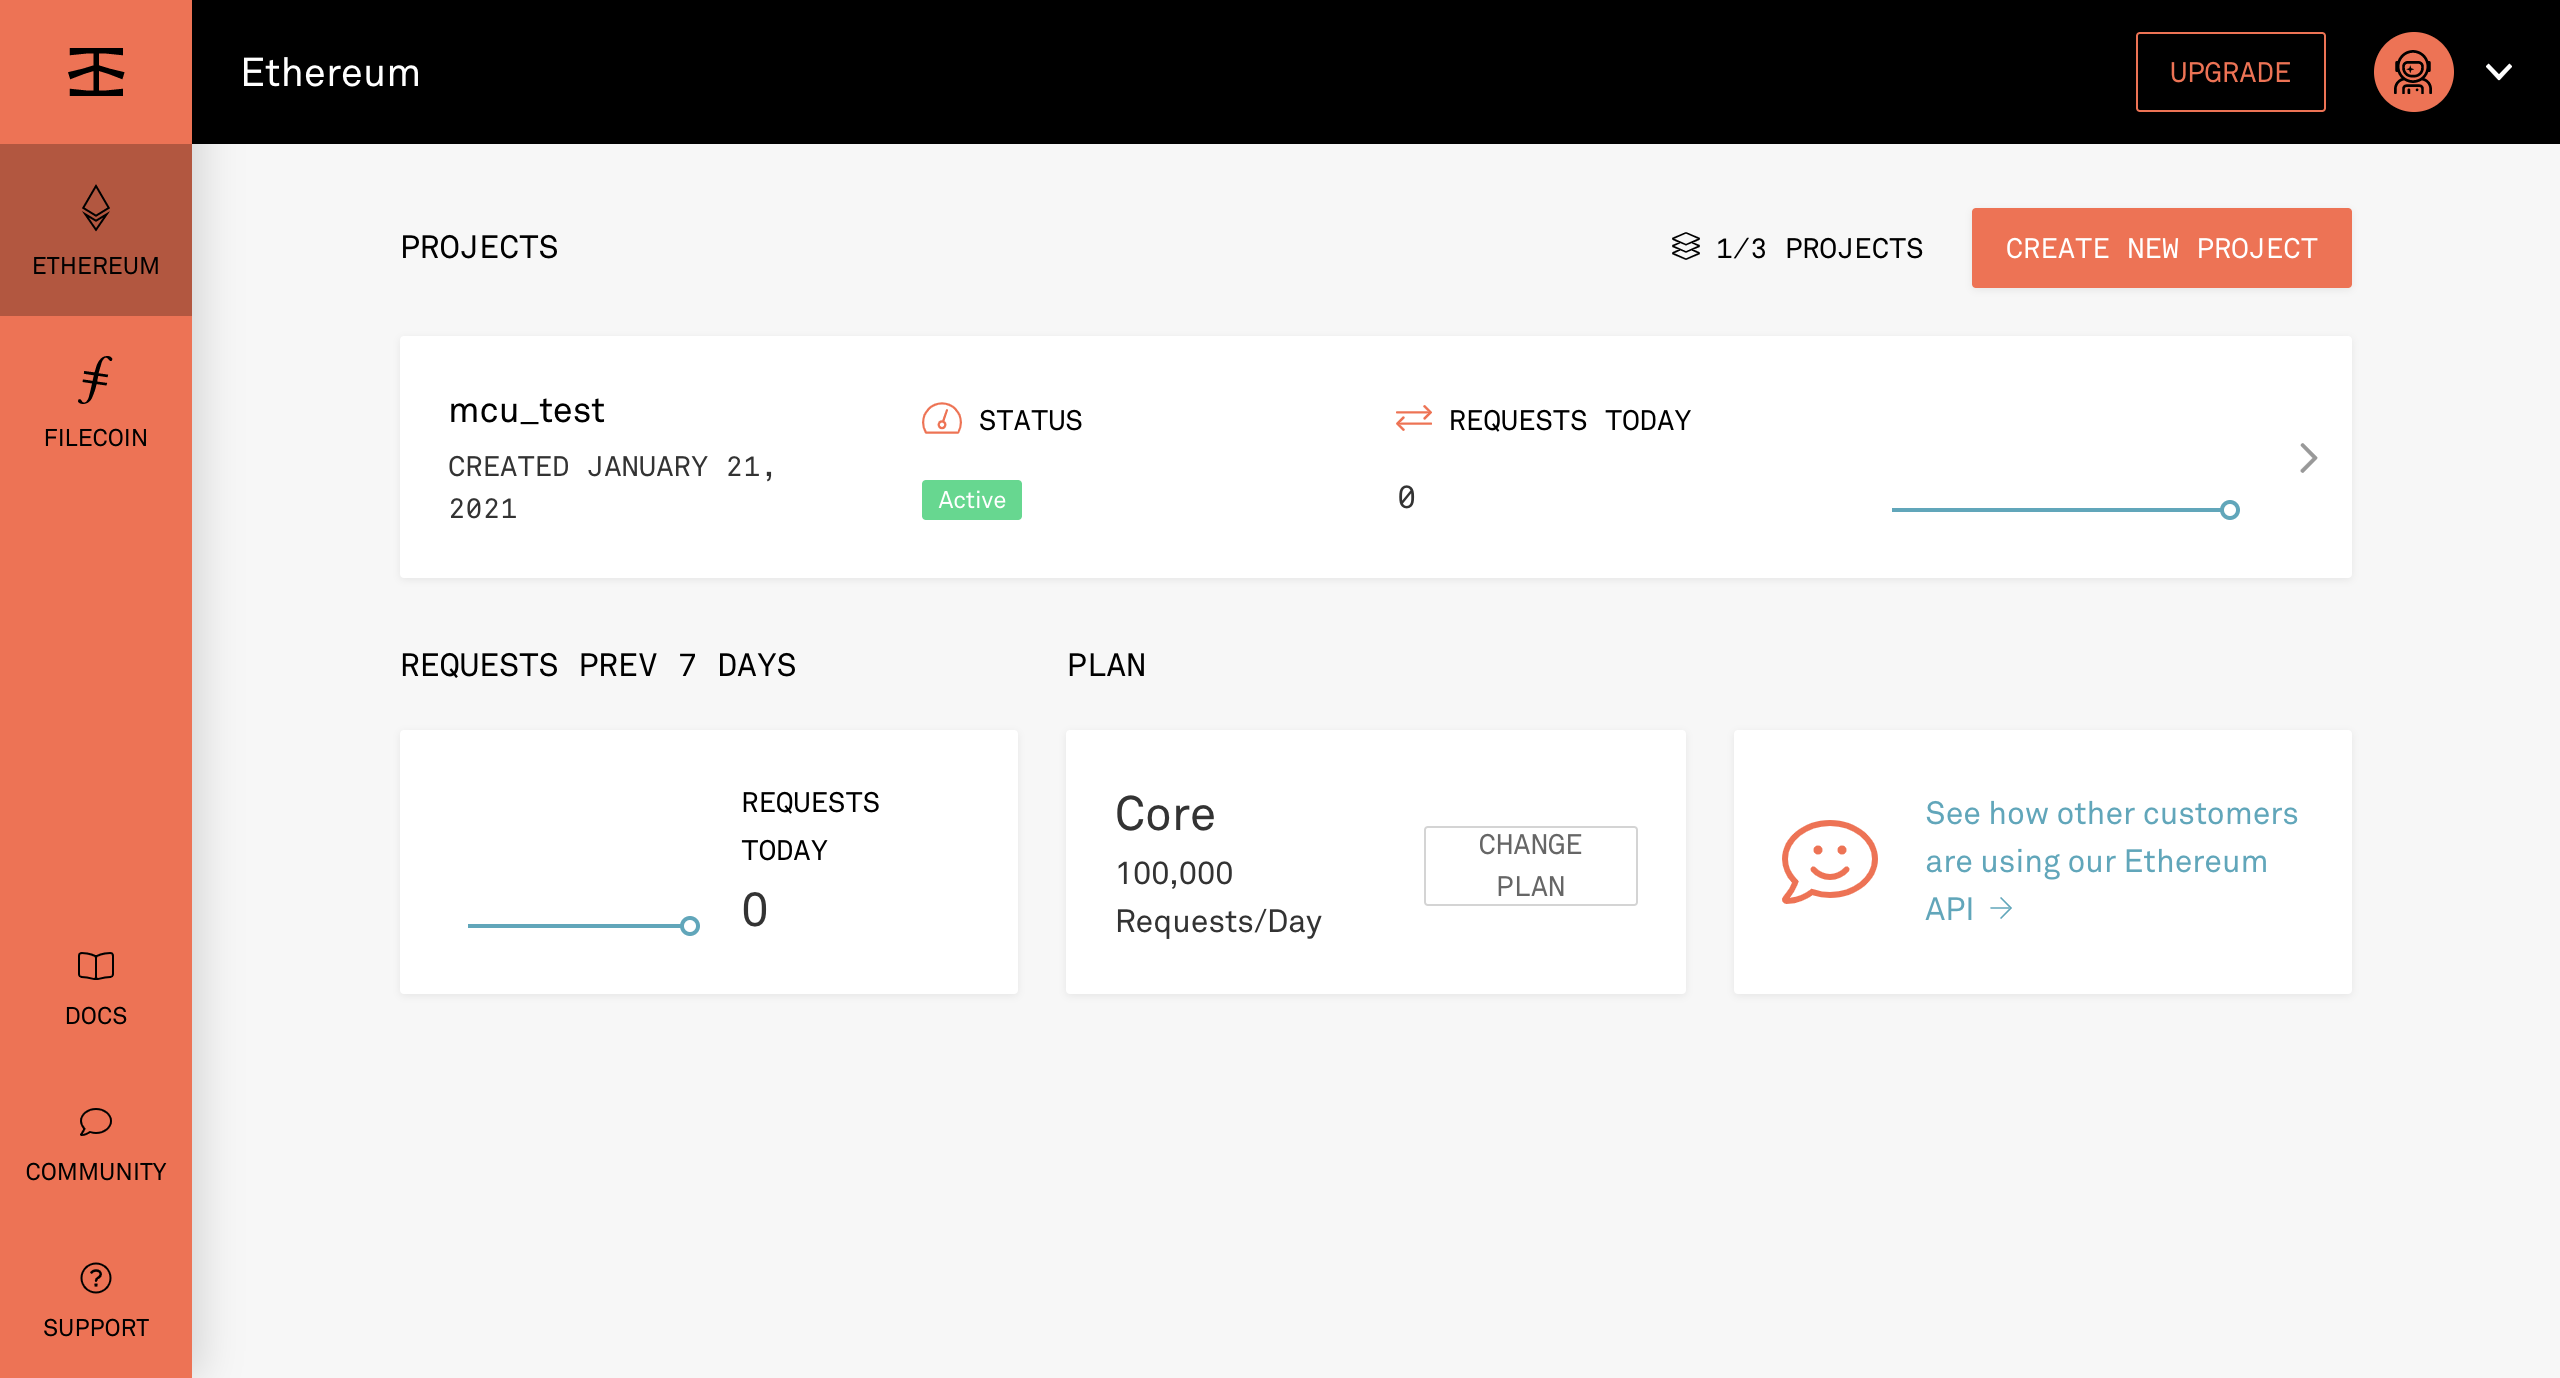 Ethereum
UPGRADE
ETHEREUM
FILECOIN
DOCS
COMMUNITY
SUPPORT
PROJECTS
1/3 PROJECTS
CREATE NEW PROJECT
mcu_test
CREATED JANUARY 21,
2021
STATUS
Active
REQUESTS TODAY
0
REQUESTS PREV 7 DAYS
REQUESTS
TODAY
0
PLAN
Core
100,000
Requests/Day
CHANGE
PLAN
See how other customers
are using our Ethereum
API →